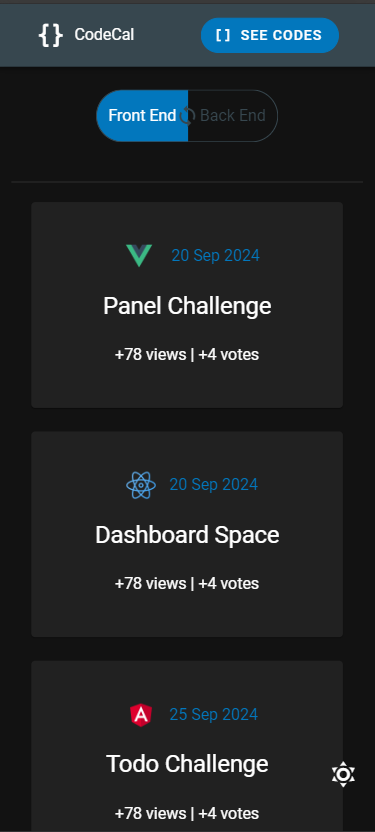 {} CodeCal
[] SEE CODES
Front End Back End
20 Sep 2024
Panel Challenge
+78 views | +4 votes
20 Sep 2024
Dashboard Space
+78 views | +4 votes
25 Sep 2024
Todo Challenge
+78 views | +4 votes